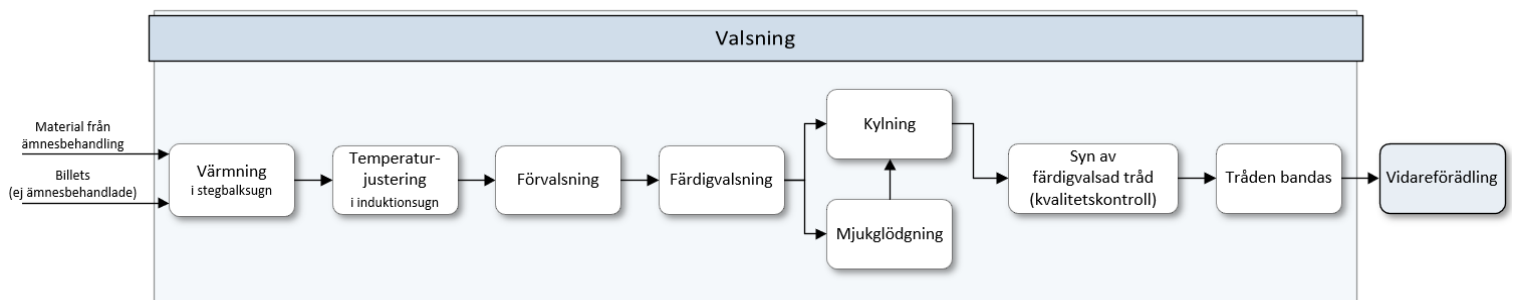 Valsning
Material från
ämnesbehandling
Billets
(ej ämnesbehandlade)
Värmning
i stegbalksugn
Temperatur-
justering
i induktionsugn
Förvalsning
Färdigvalsning
Kylning
Mjukglödgning
Syn av
färdigvalsad tråd
(kvalitetskontroll)
Tråden bandas
Vidareförädling